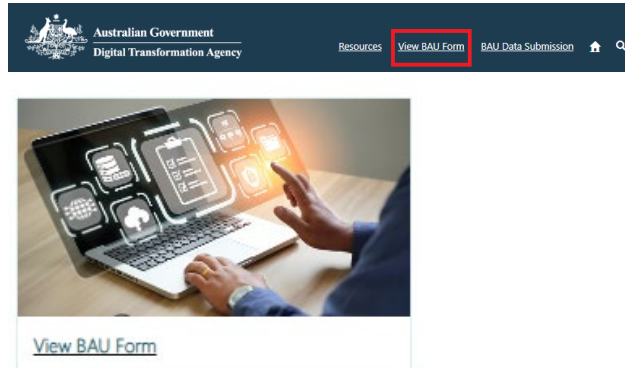 Australian Government
Digital Transformation Agency
Resources View BAU Form BAU Data Submission
View BAU Form